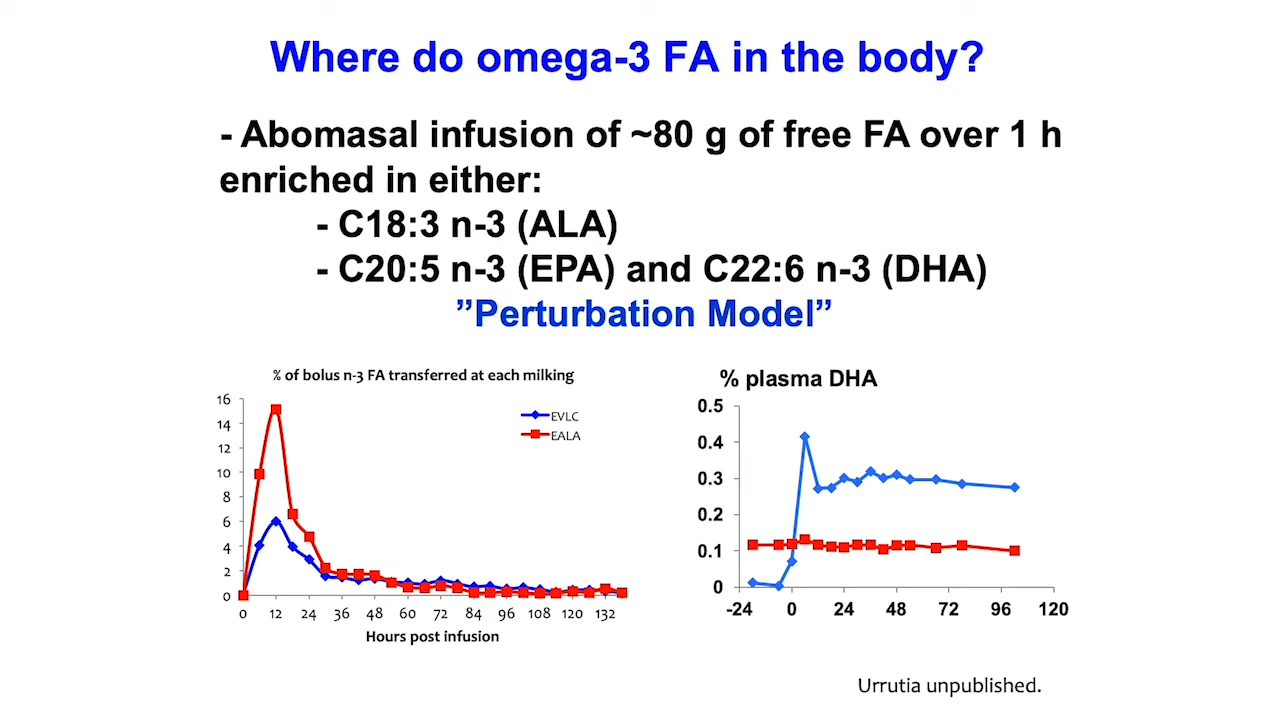 Where do omega-3 FA in the body?
- Abomasal infusion of ~80 g of free FA over 1 h
enriched in either:
- C18:3 n-3 (ALA)
- C20:5 n-3 (EPA) and C22:6 n-3 (DHA)
”Perturbation Model”
% of bolus n-3 FA transferred at each milking
16
14
12
10
8
6
4
2
0
EVLC
EALA
0 12 24 36 48 60 72 84 96 108 120 132
Hours post infusion
% plasma DHA
0.5
0.4
0.3
0.2
0.1
0
-24 0 24 48 72 96 120
Urrutia unpublished.